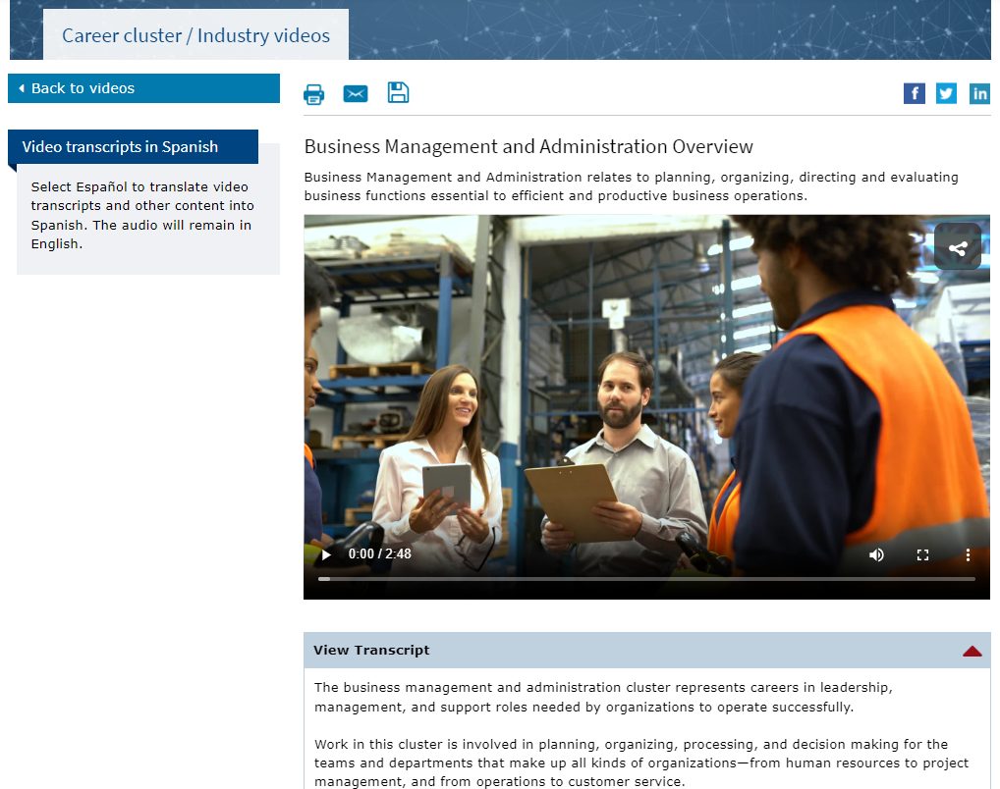 Career cluster / Industry videos
Back to videos
Video transcripts in Spanish
Select Español to translate video
transcripts and other content into
Spanish. The audio will remain in
English.
f
in
Business Management and Administration Overview
Business Management and Administration relates to planning, organizing, directing and evaluating
business functions essential to efficient and productive business operations.
0:00 / 2:48
View Transcript
The business management and administration cluster represents careers in leadership,
management, and support roles needed by organizations to operate successfully.
Work in this cluster is involved in planning, organizing, processing, and decision making for the
teams and departments that make up all kinds of organizations—from human resources to project
management, and from operations to customer service.